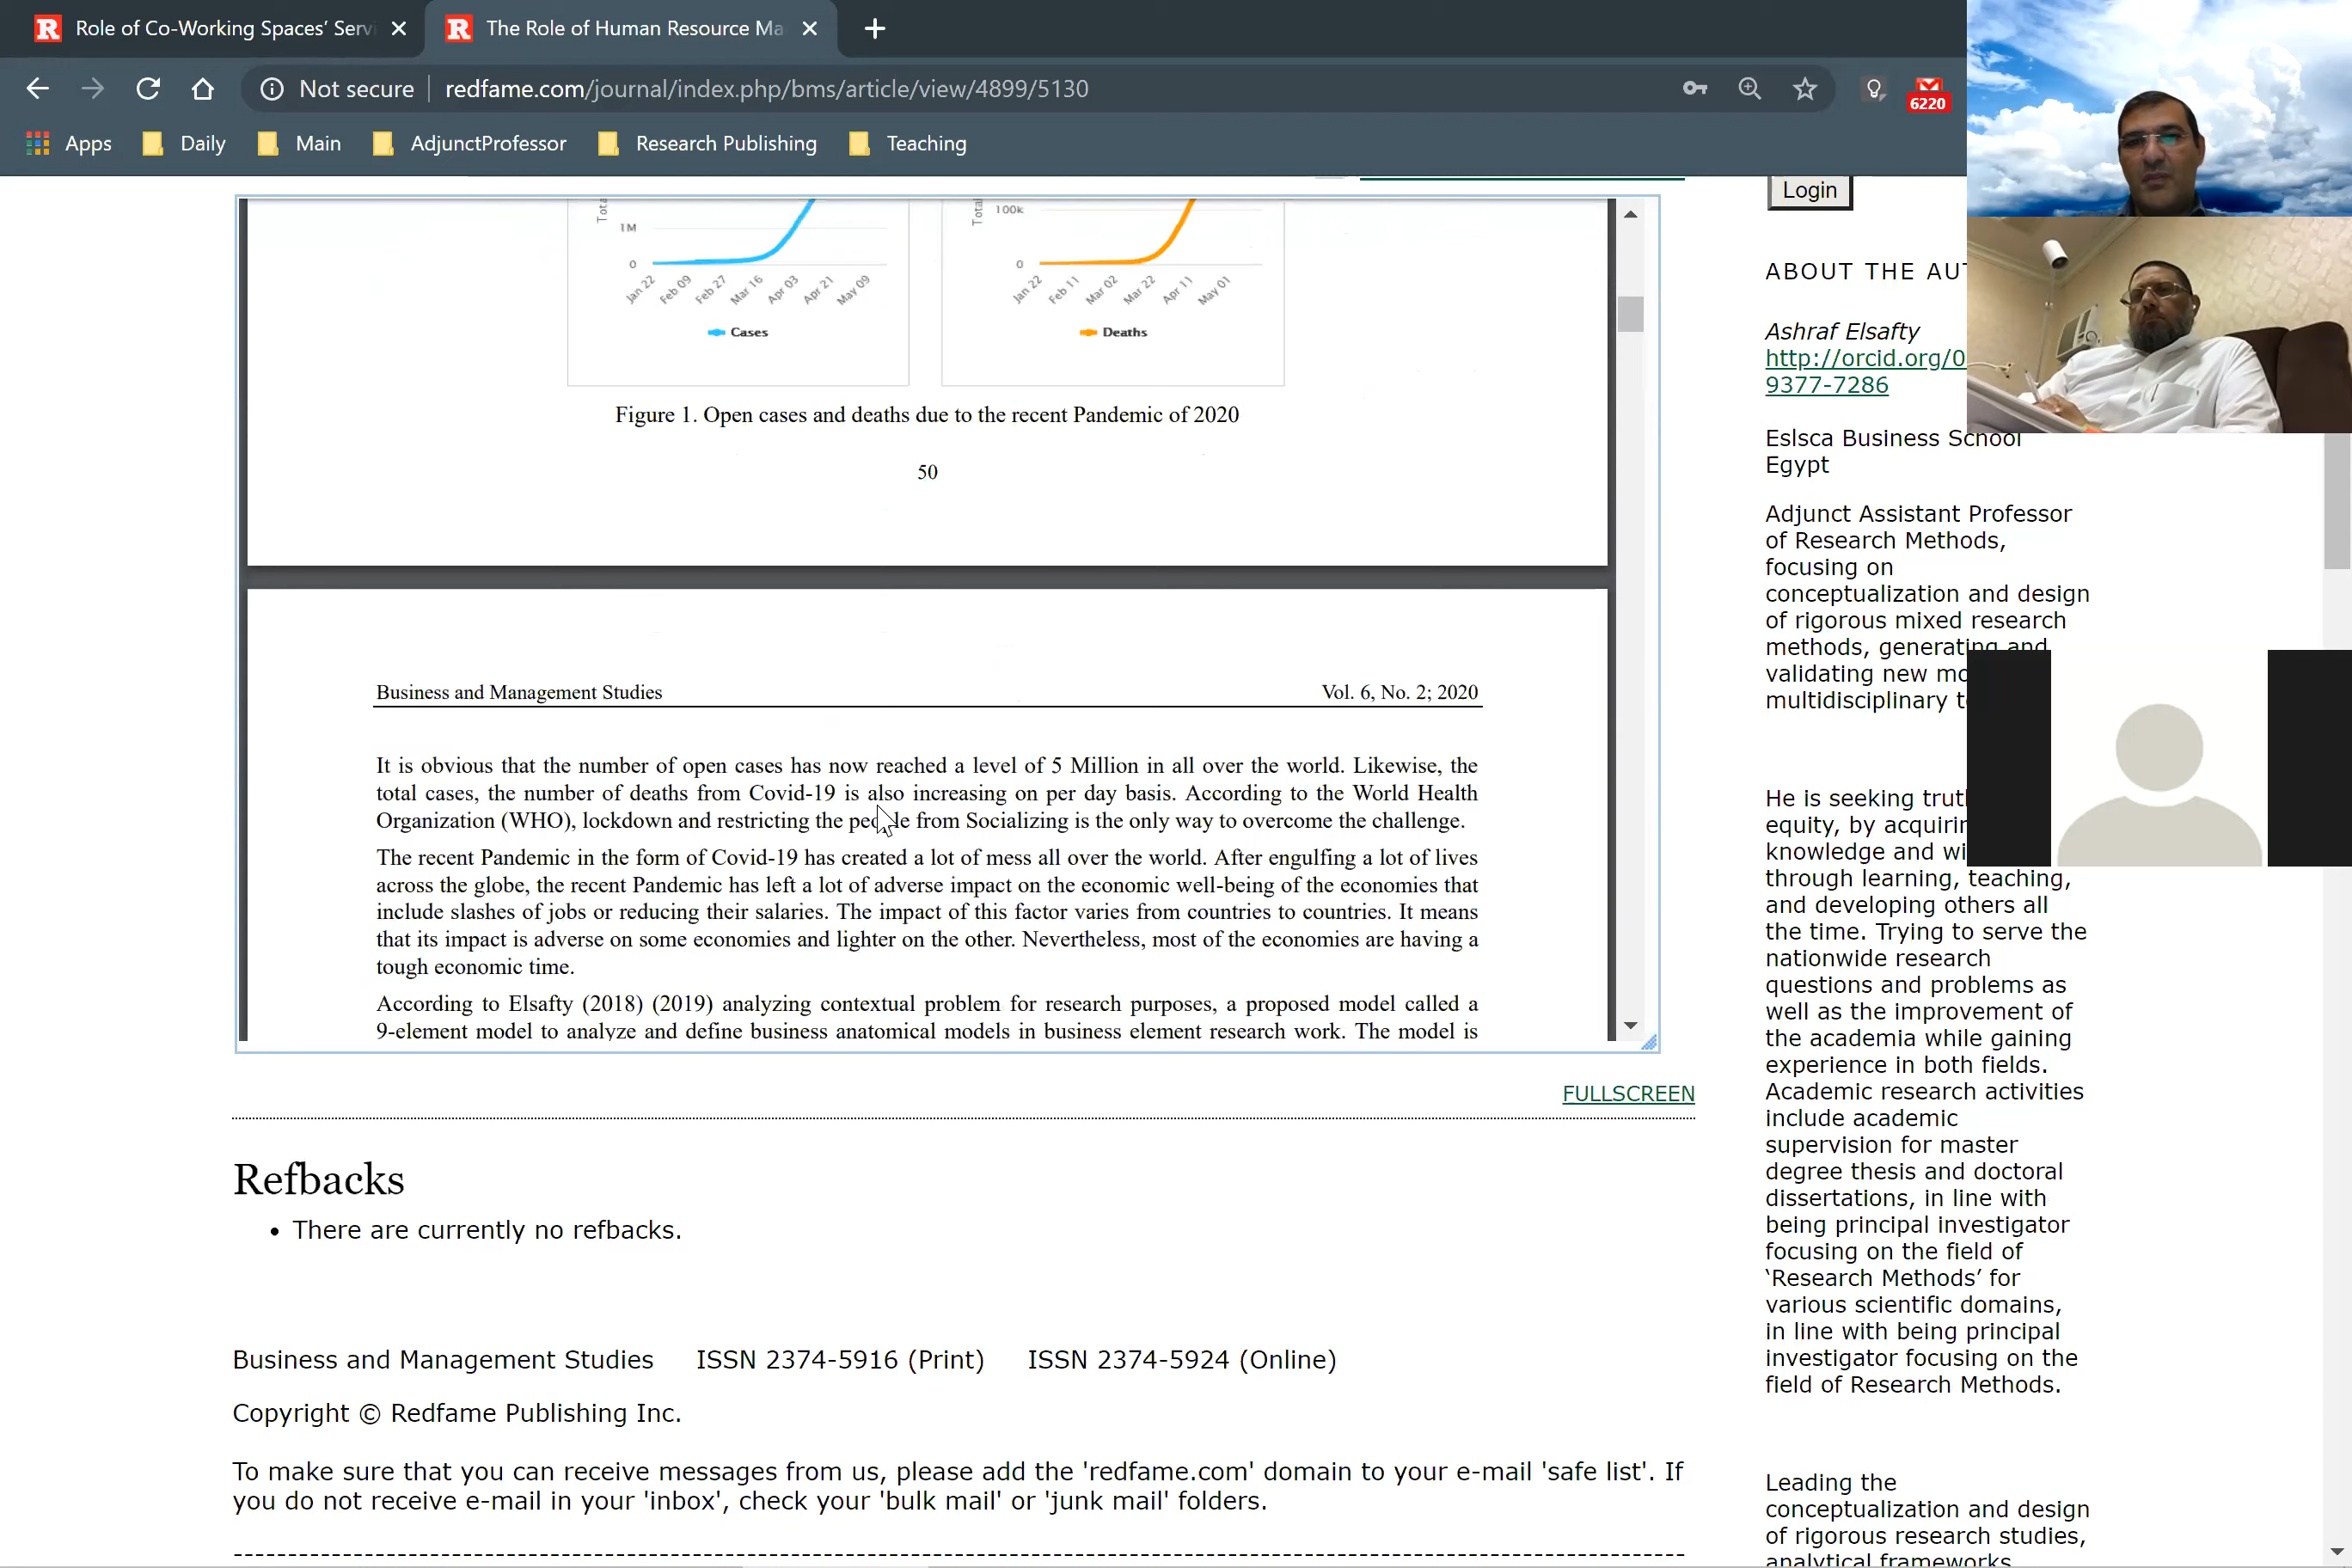 Role of Co-Working Spaces' Serv
The Role of Human Resource Ma
Not secure
redfame.com/journal/index.php/bms/article/view/4899/5130
6220
Apps
Daily
Main
AdjunctProfessor
Research Publishing
Teaching
Tota
1M
0
Jan 22
Feb 09
Feb 27
Mar 16
Apr 03
Apr 21
May 09
Cases
Tota
100k
0
Jan 22
Feb 11
Mar 02
Mar 22
Apr 11
May 01
Deaths
Figure 1. Open cases and deaths due to the recent Pandemic of 2020
50
Business and Management Studies
Vol. 6, No. 2; 2020
It is obvious that the number of open cases has now reached a level of 5 Million in all over the world. Likewise, the
total cases, the number of deaths from Covid-19 is also increasing on per day basis. According to the World Health
Organization (WHO), lockdown and restricting the people from Socializing is the only way to overcome the challenge.
The recent Pandemic in the form of Covid-19 has created a lot of mess all over the world. After engulfing a lot of lives
across the globe, the recent Pandemic has left a lot of adverse impact on the economic well-being of the economies that
include slashes of jobs or reducing their salaries. The impact of this factor varies from countries to countries. It means
that its impact is adverse on some economies and lighter on the other. Nevertheless, most of the economies are having a
tough economic time.
According to Elsafty (2018) (2019) analyzing contextual problem for research purposes, a proposed model called a
9-element model to analyze and define business anatomical models in business element research work. The model is
FULLSCREEN
Refbacks
• There are currently no refbacks.
Business and Management Studies ISSN 2374-5916 (Print) ISSN 2374-5924 (Online)
Copyright © Redfame Publishing Inc.
To make sure that you can receive messages from us, please add the 'redfame.com' domain to your e-mail 'safe list'. If
you do not receive e-mail in your 'inbox', check your 'bulk mail' or 'junk mail' folders.
Login
ABOUT THE AU
Ashraf Elsafty
http://orcid.org/0
9377-7286
Eslsca Business School
Egypt
Adjunct Assistant Professor
of Research Methods,
focusing on
conceptualization and design
of rigorous mixed research
methods, generating and
validating new mo
multidisciplinary t
He is seeking trut
equity, by acquirin
knowledge and wi
through learning, teaching,
and developing others all
the time. Trying to serve the
nationwide research
questions and problems as
well as the improvement of
the academia while gaining
experience in both fields.
Academic research activities
include academic
supervision for master
degree thesis and doctoral
dissertations, in line with
being principal investigator
focusing on the field of
‘Research Methods’ for
various scientific domains,
in line with being principal
investigator focusing on the
field of Research Methods.
Leading the
conceptualization and design
of rigorous research studies,
analytical frameworks